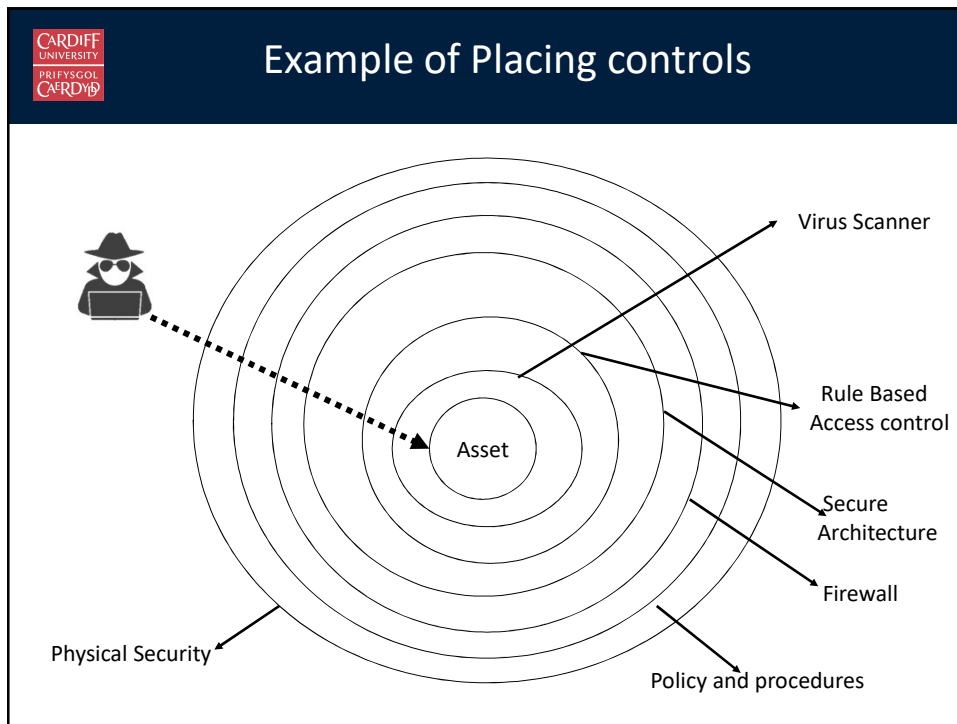 CARDIFF
UNIVERSITY
PRIFYSGOL
CAERDYDD
Example of Placing controls
Virus Scanner
Rule Based
Access control
Asset
Secure
Architecture
Firewall
Physical Security
Policy and procedures